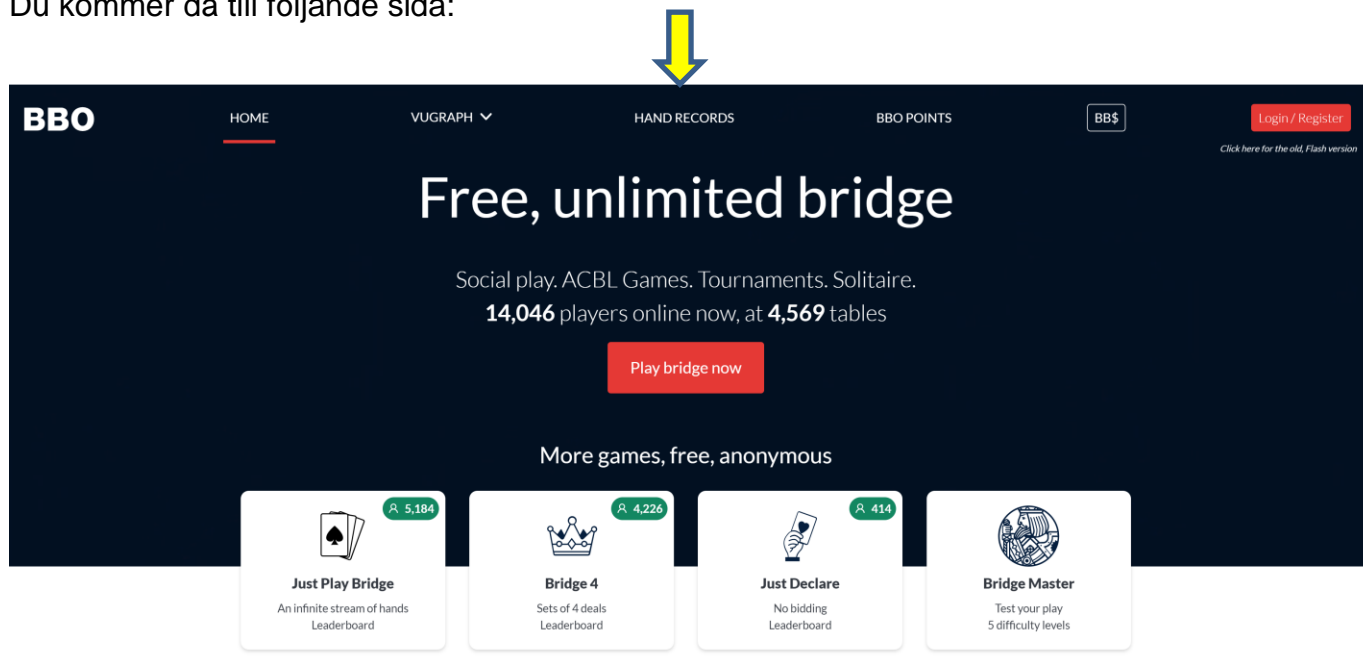 Du kommer då till följande sida:
BBO HOME VUGRAPH HAND RECORDS BBO POINTS BB$ Login / Register
Click here for the old, Flash version
Free, unlimited bridge
Social play. ACBL Games. Tournaments. Solitaire.
14,046 players online now, at 4,569 tables
Play bridge now
More games, free, anonymous
5,184
Just Play Bridge
An infinite stream of hands
Leaderboard
4,226
Bridge 4
Sets of 4 deals
Leaderboard
414
Just Declare
No bidding
Leaderboard
Bridge Master
Test your play
5 difficulty levels